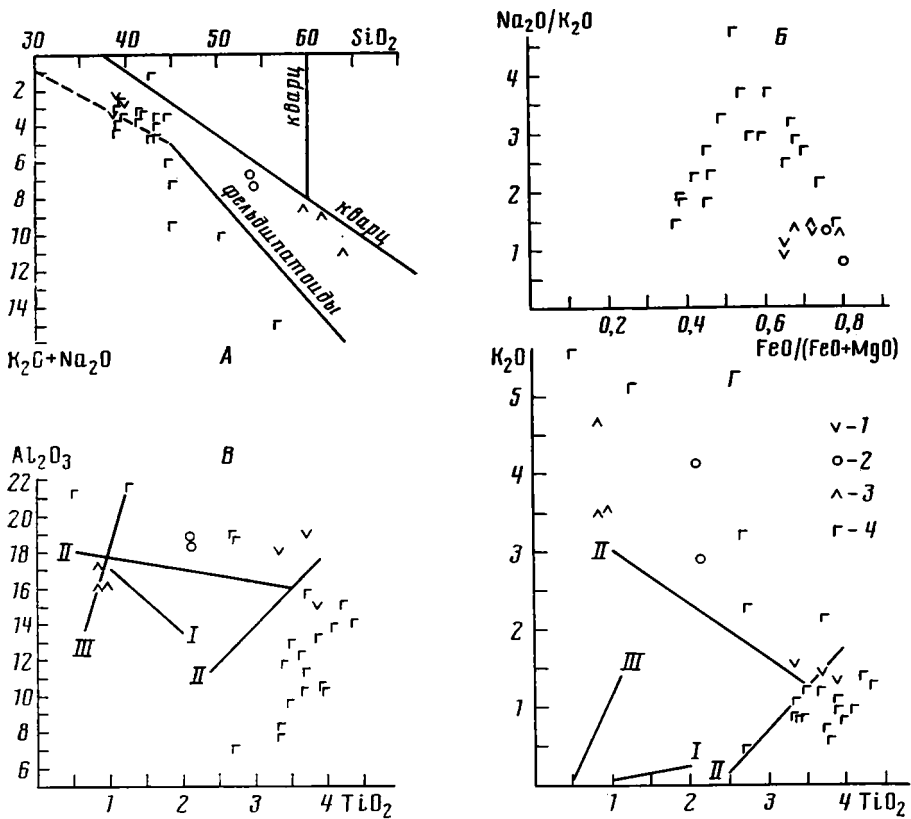 30 40 50 60 SiO₂
2
4
6
8
10
12
14
кварц
кварц
фельдшпатоиды
K₂O+Na₂O
А
Na₂O/K₂O
Б
4
3
2
1
0,2 0,4 0,6 0,8
FeO/(FeO+MgO)
Al₂O₃
В
22
20
18
16
14
12
10
8
6
II
III
I
II
1 2 3 4 TiO₂
K₂O
5
4
3
2
1
II
III
I
II
1 2 3 4 TiO₂
∨-1
○-2
∧-3
г-4